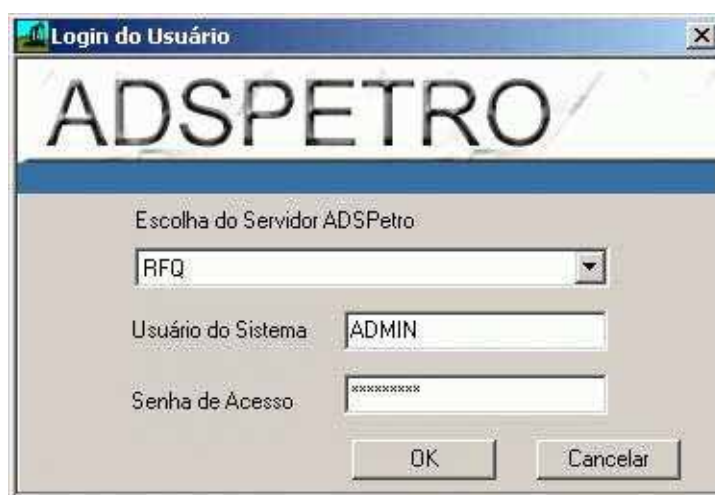 Login do Usuário
ADSPETRO
Escolha do Servidor ADSPetro
RFQ
Usuário do Sistema ADMIN
Senha de Acesso *********
OK Cancelar